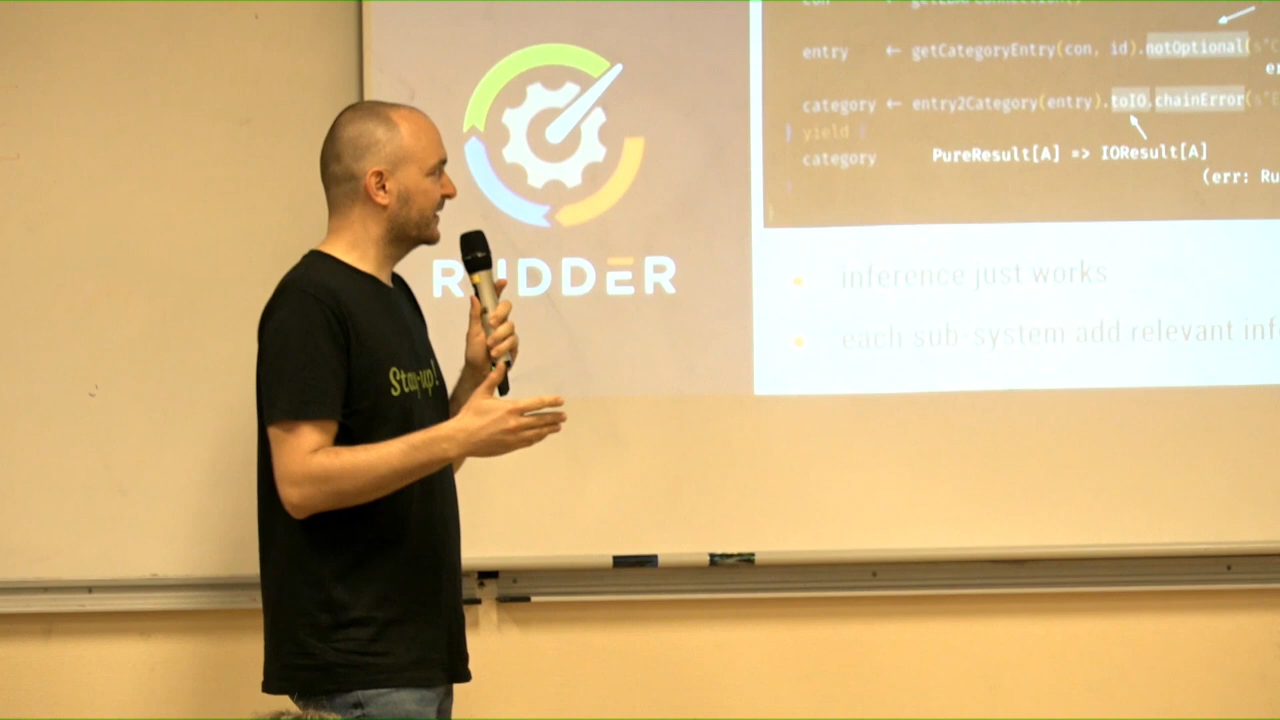 entry ← getCategoryEntry(con, id).notOptional(
category ← entry2Category(entry).toIO.chainError(
} yield {
category
PureResult[A] => IOResult[A]
(err: Ru
}
RUDDER
• inference just works
• each sub-system add relevant inf
Stay-up!